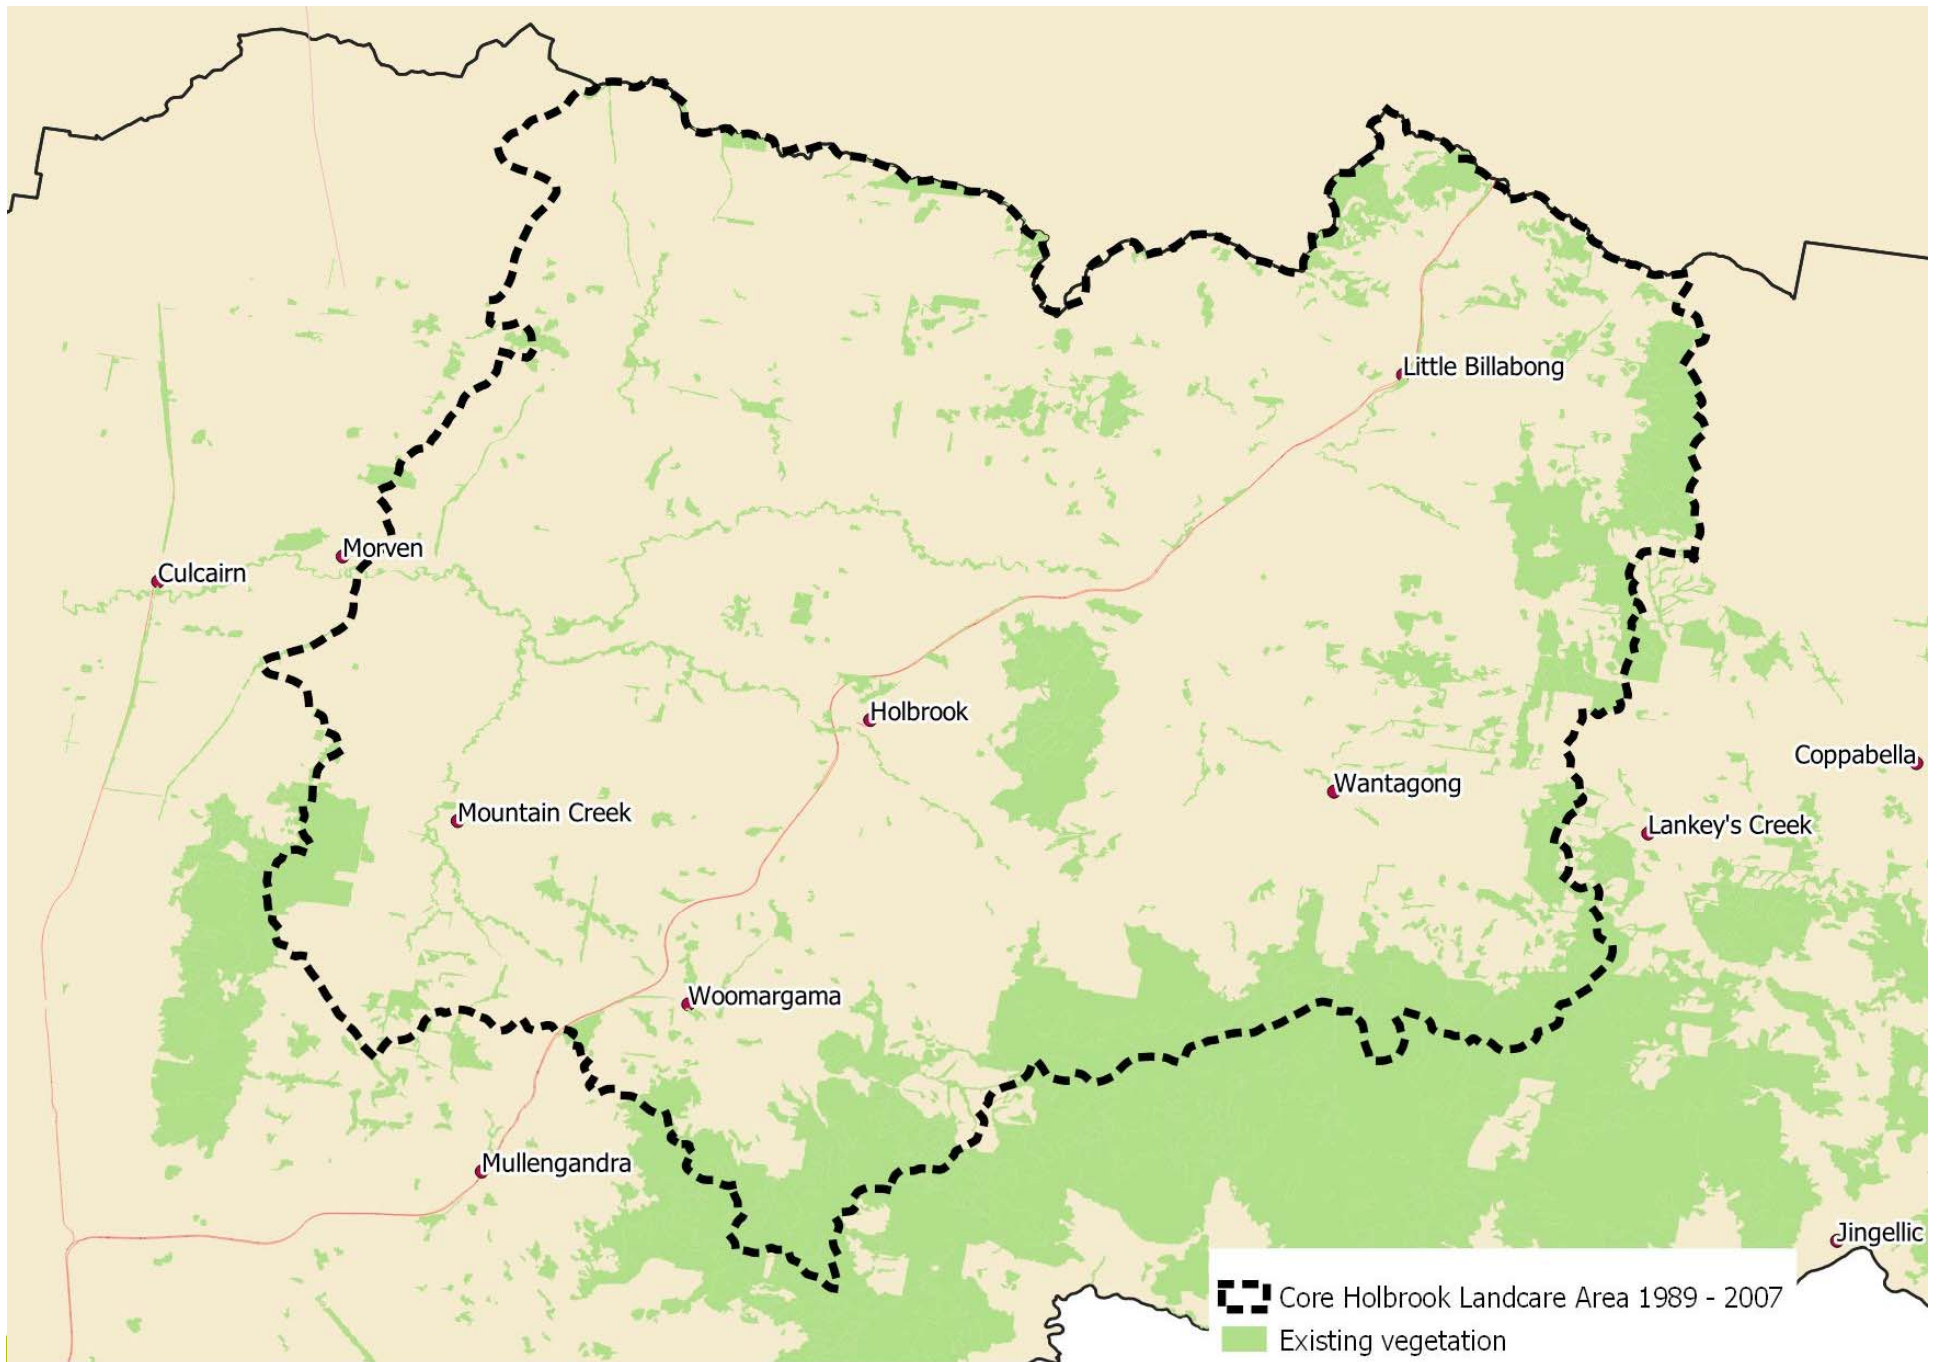 Little Billabong
Morven
Culcairn
Holbrook
Coppabella
Wantagong
Mountain Creek
Lankey's Creek
Woomargama
Mullengandra
Jingellic
Core Holbrook Landcare Area 1989 - 2007
Existing vegetation